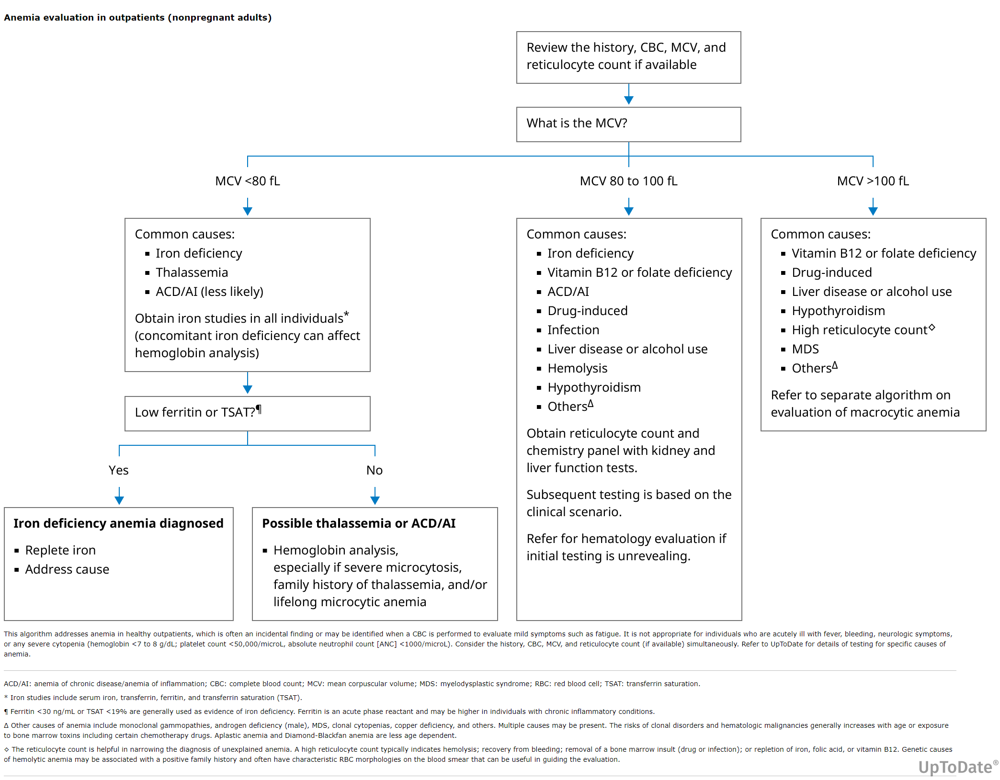 Anemia evaluation in outpatients (nonpregnant adults)
Review the history, CBC, MCV, and
reticulocyte count if available
What is the MCV?
MCV <80 fL
MCV 80 to 100 fL
MCV >100 fL
Common causes:
▪ Iron deficiency
▪ Thalassemia
▪ ACD/AI (less likely)
Obtain iron studies in all individuals*
(concomitant iron deficiency can affect
hemoglobin analysis)
Low ferritin or TSAT?¶
Yes
No
Iron deficiency anemia diagnosed
▪ Replete iron
▪ Address cause
Possible thalassemia or ACD/AI
▪ Hemoglobin analysis,
especially if severe microcytosis,
family history of thalassemia, and/or
lifelong microcytic anemia
Common causes:
▪ Iron deficiency
▪ Vitamin B12 or folate deficiency
▪ ACD/AI
▪ Drug-induced
▪ Infection
▪ Liver disease or alcohol use
▪ Hemolysis
▪ Hypothyroidism
▪ OthersΔ
Obtain reticulocyte count and
chemistry panel with kidney and
liver function tests.
Subsequent testing is based on the
clinical scenario.
Refer for hematology evaluation if
initial testing is unrevealing.
Common causes:
▪ Vitamin B12 or folate deficiency
▪ Drug-induced
▪ Liver disease or alcohol use
▪ Hypothyroidism
▪ High reticulocyte count◇
▪ MDS
▪ OthersΔ
Refer to separate algorithm on
evaluation of macrocytic anemia
This algorithm addresses anemia in healthy outpatients, which is often an incidental finding or may be identified when a CBC is performed to evaluate mild symptoms such as fatigue. It is not appropriate for individuals who are acutely ill with fever, bleeding, neurologic symptoms,
or any severe cytopenia (hemoglobin <7 to 8 g/dL; platelet count <50,000/microL, absolute neutrophil count [ANC] <1000/microL). Consider the history, CBC, MCV, and reticulocyte count (if available) simultaneously. Refer to UpToDate for details of testing for specific causes of
anemia.
ACD/AI: anemia of chronic disease/anemia of inflammation; CBC: complete blood count; MCV: mean corpuscular volume; MDS: myelodysplastic syndrome; RBC: red blood cell; TSAT: transferrin saturation.
* Iron studies include serum iron, transferrin, ferritin, and transferrin saturation (TSAT).
¶ Ferritin <30 ng/mL or TSAT <19% are generally used as evidence of iron deficiency. Ferritin is an acute phase reactant and may be higher in individuals with chronic inflammatory conditions.
Δ Other causes of anemia include monoclonal gammopathies, androgen deficiency (male), MDS, clonal cytopenias, copper deficiency, and others. Multiple causes may be present. The risks of clonal disorders and hematologic malignancies generally increases with age or exposure
to bone marrow toxins including certain chemotherapy drugs. Aplastic anemia and Diamond-Blackfan anemia are less age dependent.
◇ The reticulocyte count is helpful in narrowing the diagnosis of unexplained anemia. A high reticulocyte count typically indicates hemolysis; recovery from bleeding; removal of a bone marrow insult (drug or infection); or repletion of iron, folic acid, or vitamin B12. Genetic causes
of hemolytic anemia may be associated with a positive family history and often have characteristic RBC morphologies on the blood smear that can be useful in guiding the evaluation.
UpToDate®